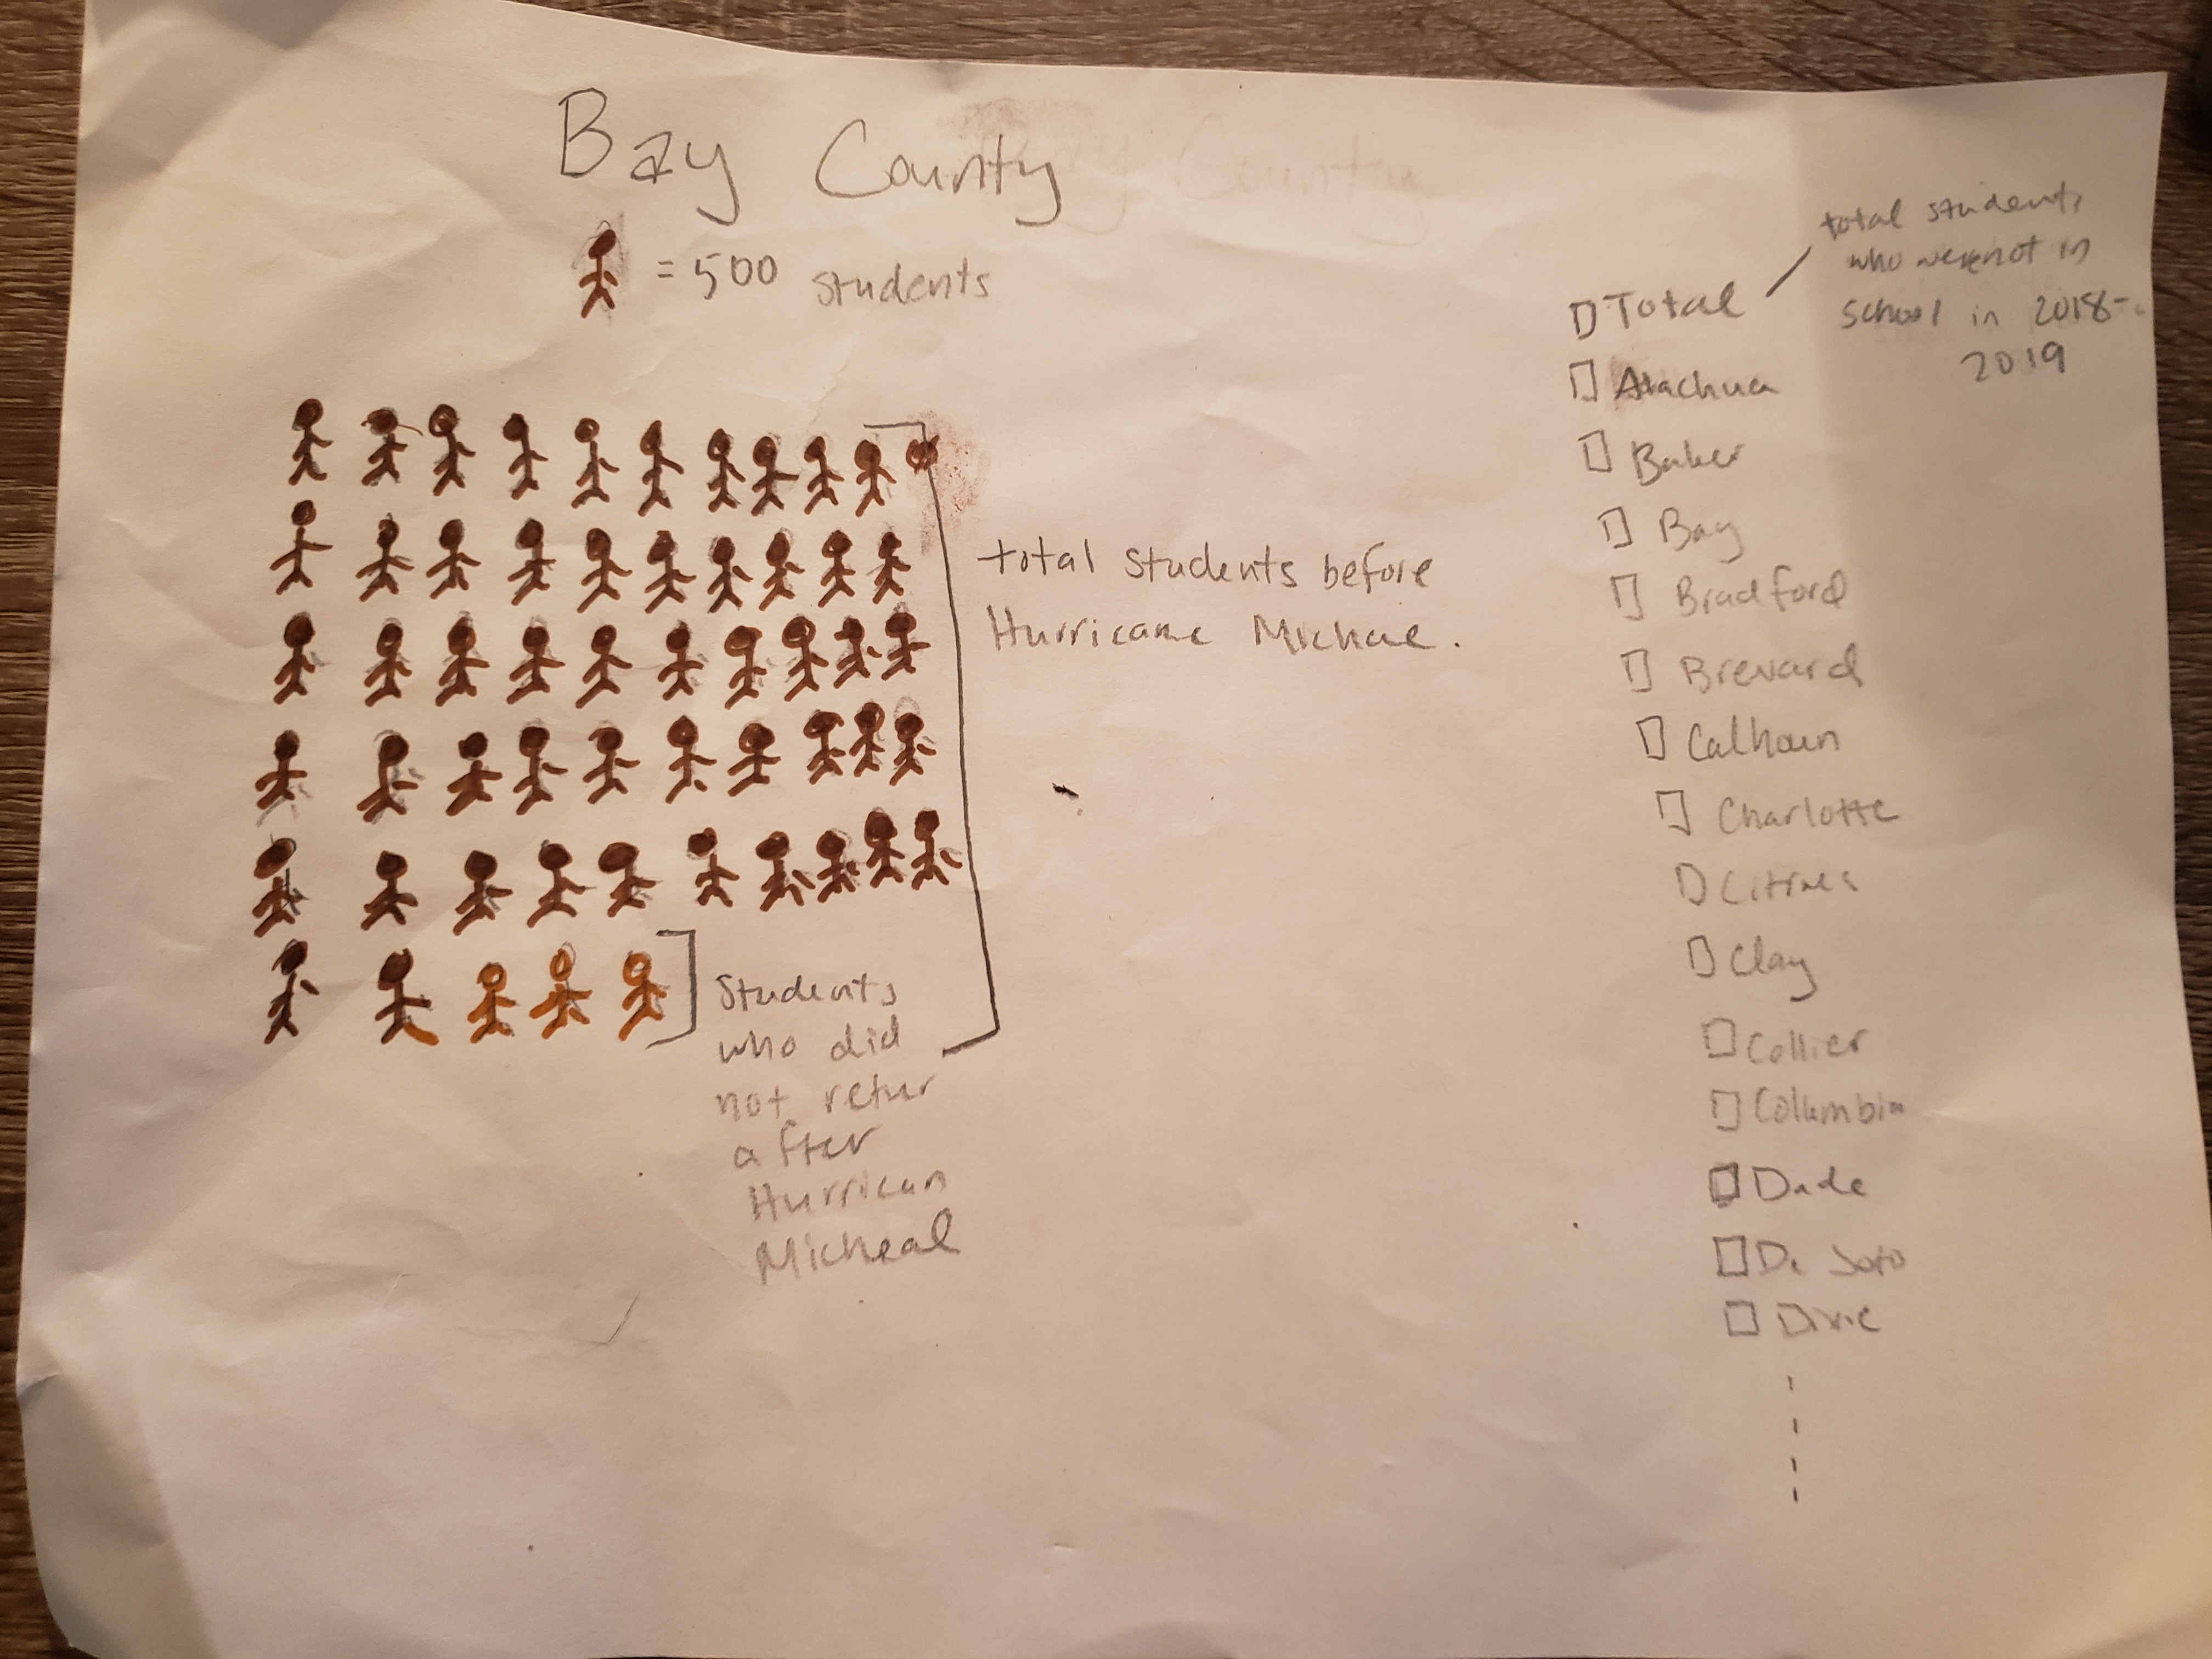 Bay County
= 500 students
total students before
Hurricane Michael.
Students
who did
not retur
after
Hurrican
Micheal
Total
total students
who were not in
school in 2018-
2019
Alachua
Baker
Bay
Bradford
Brevard
Calhoun
Charlotte
Citrus
Clay
Collier
Columbia
Dade
De Soto
Dixie